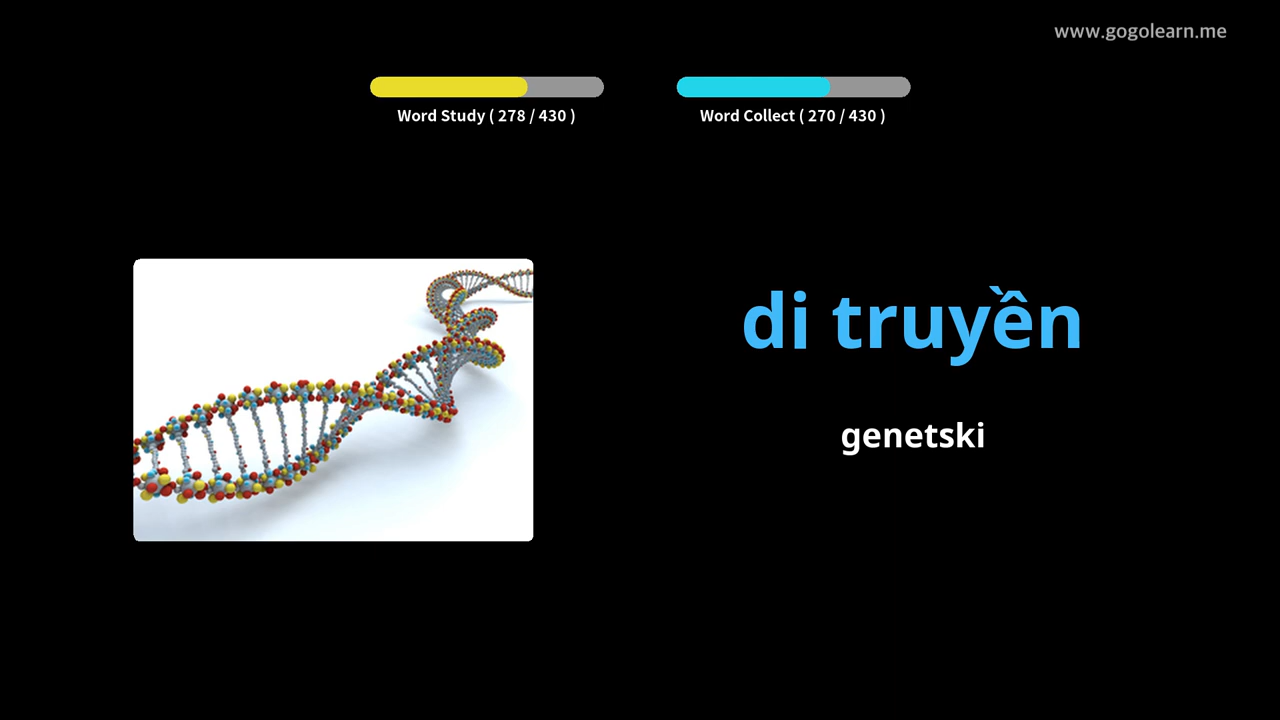 www.gogolearn.me
Word Study ( 278 / 430 )
Word Collect ( 270 / 430 )
di truyền
genetski